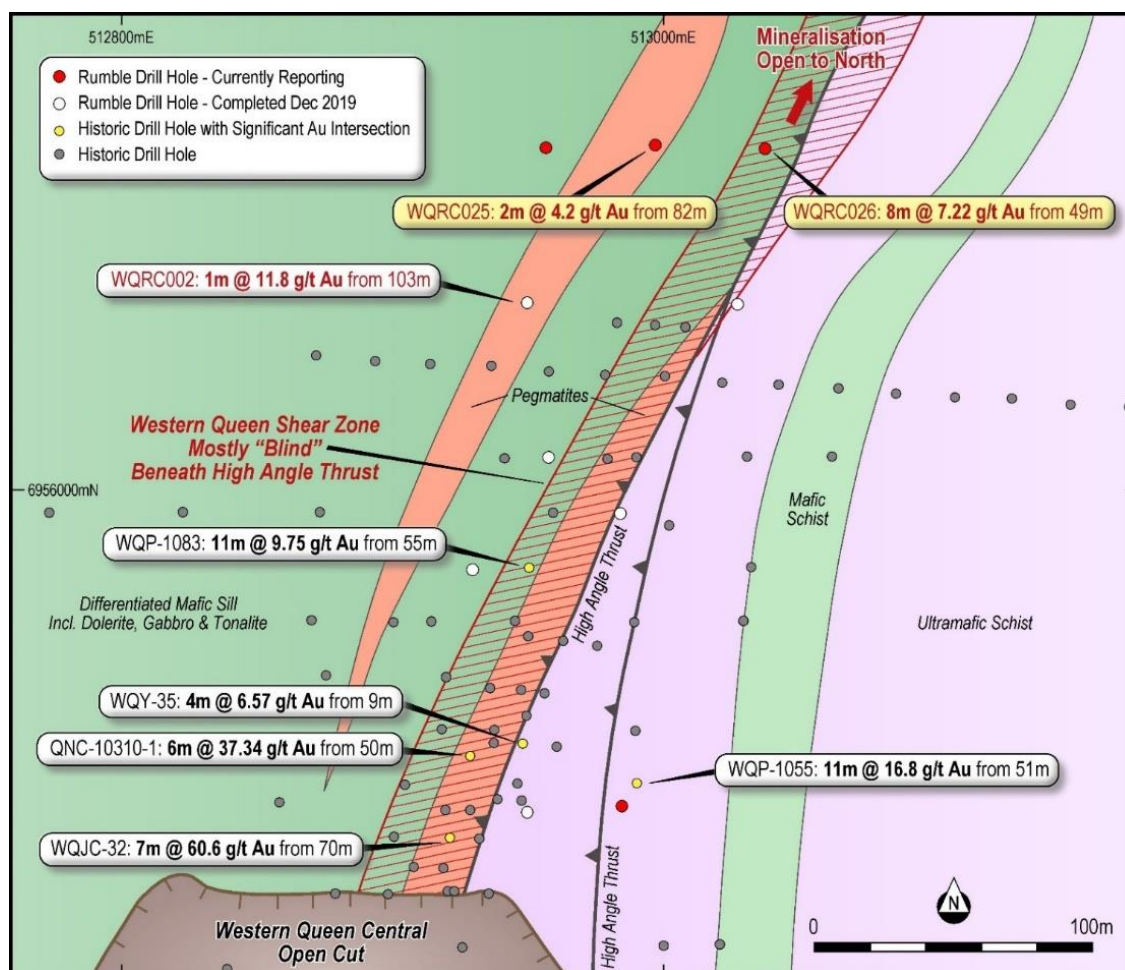 512800mE
513000mE
Mineralisation
Open to North
Rumble Drill Hole - Currently Reporting
Rumble Drill Hole - Completed Dec 2019
Historic Drill Hole with Significant Au Intersection
Historic Drill Hole
WQRC025: 2m @ 4.2 g/t Au from 82m
WQRC026: 8m @ 7.22 g/t Au from 49m
WQRC002: 1m @ 11.8 g/t Au from 103m
Pegmatites
Western Queen Shear Zone
Mostly “Blind”
Beneath High Angle Thrust
6956000mN
Mafic
Schist
WQP-1083: 11m @ 9.75 g/t Au from 55m
High Angle Thrust
Differentiated Mafic Sill
Incl. Dolerite, Gabbro & Tonalite
Ultramafic Schist
WQY-35: 4m @ 6.57 g/t Au from 9m
QNC-10310-1: 6m @ 37.34 g/t Au from 50m
WQP-1055: 11m @ 16.8 g/t Au from 51m
WQJC-32: 7m @ 60.6 g/t Au from 70m
High Angle Thrust
Western Queen Central
Open Cut
N
0
100m